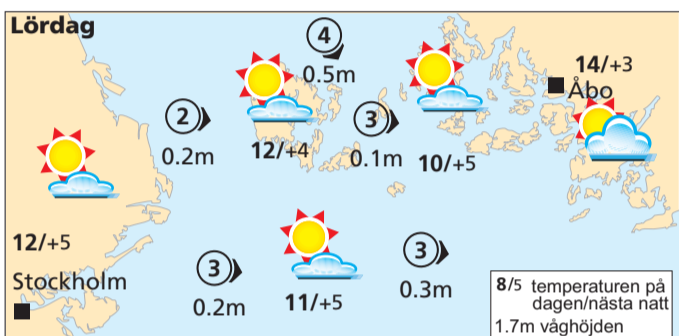 Lördag
4
0.5m
14/+3
Åbo
2
0.2m
12/+4
3
0.1m
10/+5
12/+5
Stockholm
3
0.2m
11/+5
3
0.3m
8/5 temperaturen på
dagen/nästa natt
1.7m våghöjden